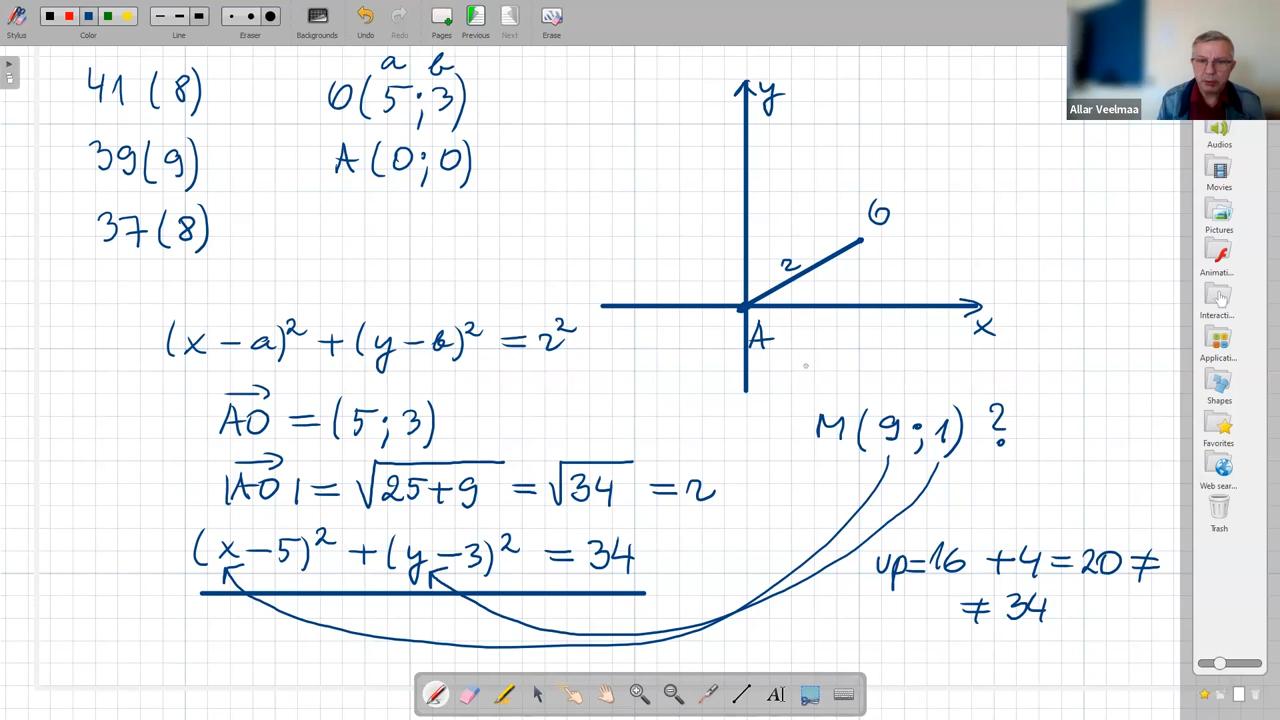 Stylus
Color
Line
Eraser
Backgrounds
Undo
Redo
Pages
Previous
Next
Erase
Allar Veelmaa
Audios
Movies
Pictures
Animati...
Interacti...
Applicati...
Shapes
Favorites
Web sear...
Trash
41 (8)
39 (9)
37 (8)
a b
O(5; 3)
A(0; 0)
y
O
r
A
x
(x - a)² + (y - b)² = r²
AO = (5; 3)
|AO| = √25+9 = √34 = r
(x - 5)² + (y - 3)² = 34
M(9; 1) ?
vp = 16 + 4 = 20 ≠
≠ 34
AI